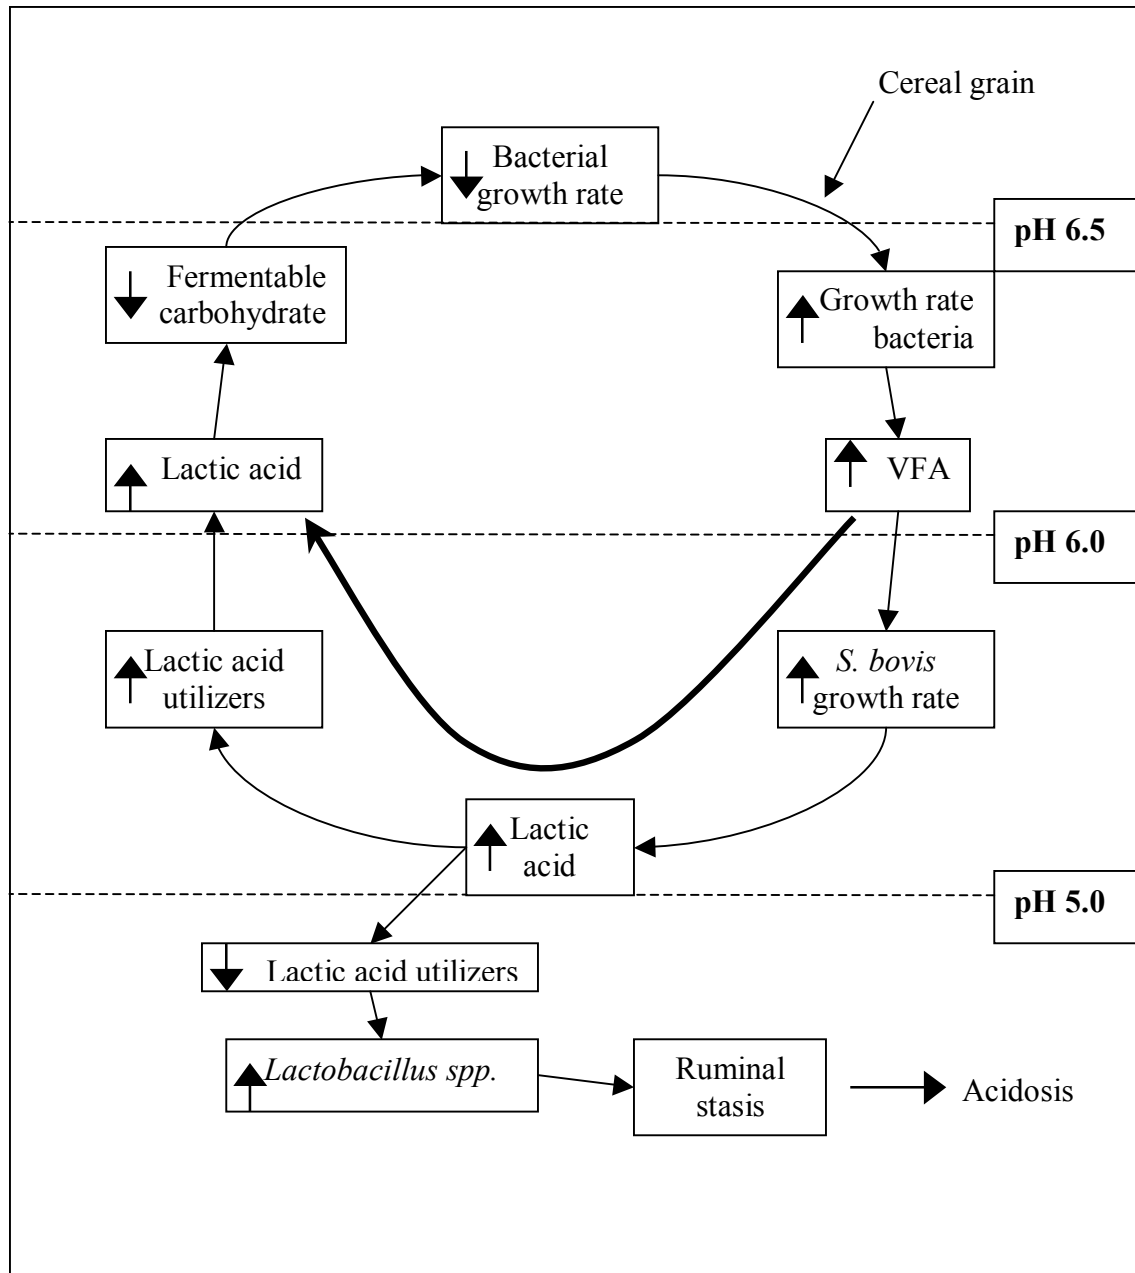 Cereal grain
Bacterial
growth rate
pH 6.5
Fermentable
carbohydrate
Growth rate
bacteria
Lactic acid
VFA
pH 6.0
Lactic acid
utilizers
S. bovis
growth rate
Lactic
acid
pH 5.0
Lactic acid utilizers
Lactobacillus spp.
Ruminal
stasis
Acidosis